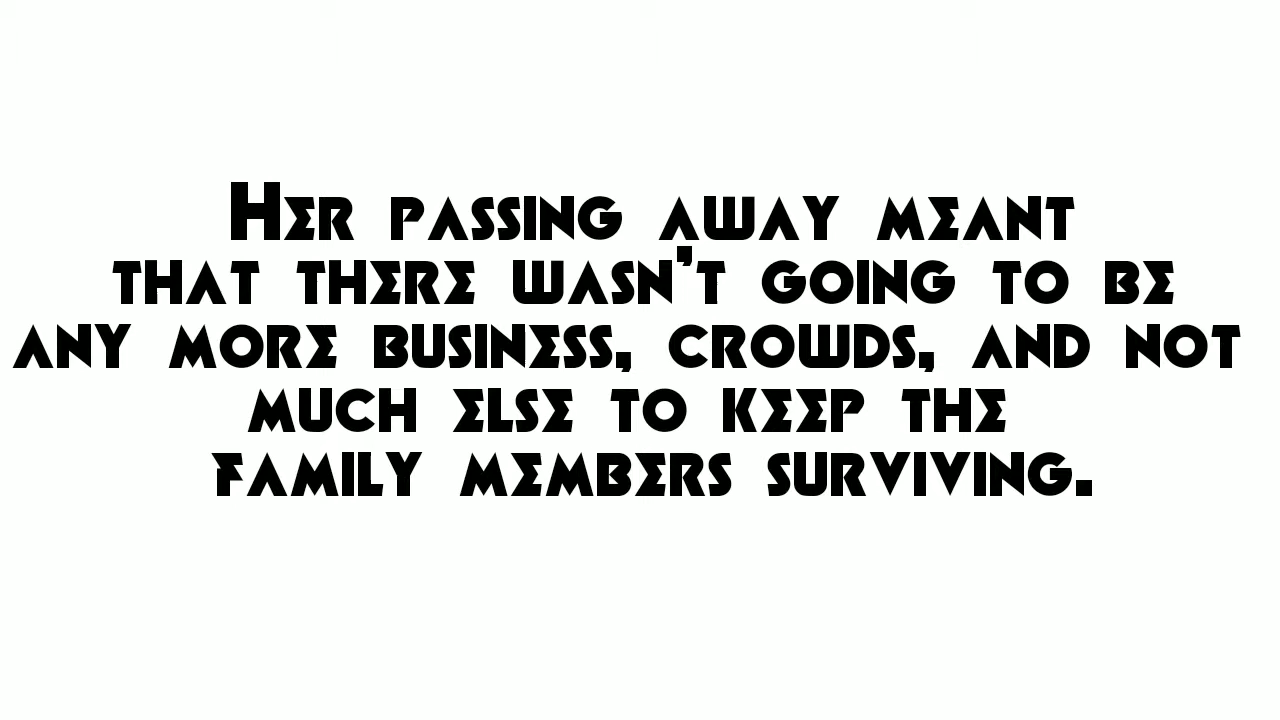 Her passing away meant
that there wasn't going to be
any more business, crowds, and not
much else to keep the
family members surviving.